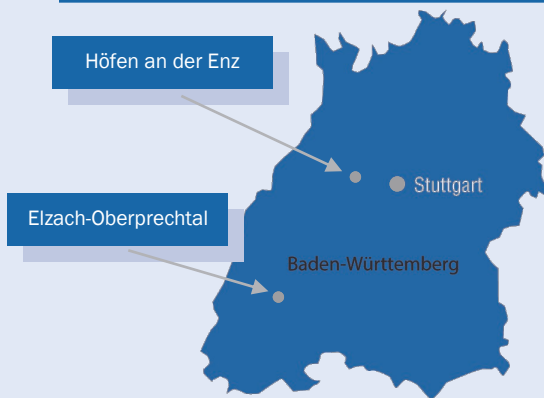 Höfen an der Enz
Stuttgart
Elzach-Oberprechtal
Baden-Württemberg